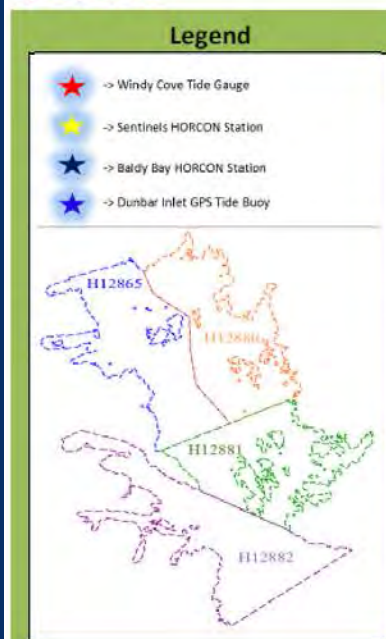 Legend
-> Windy Cove Tide Gauge
-> Sentinels HORCON Station
-> Baldy Bay HORCON Station
-> Dunbar Inlet GPS Tide Buoy
H12865
H12880
H12881
H12882